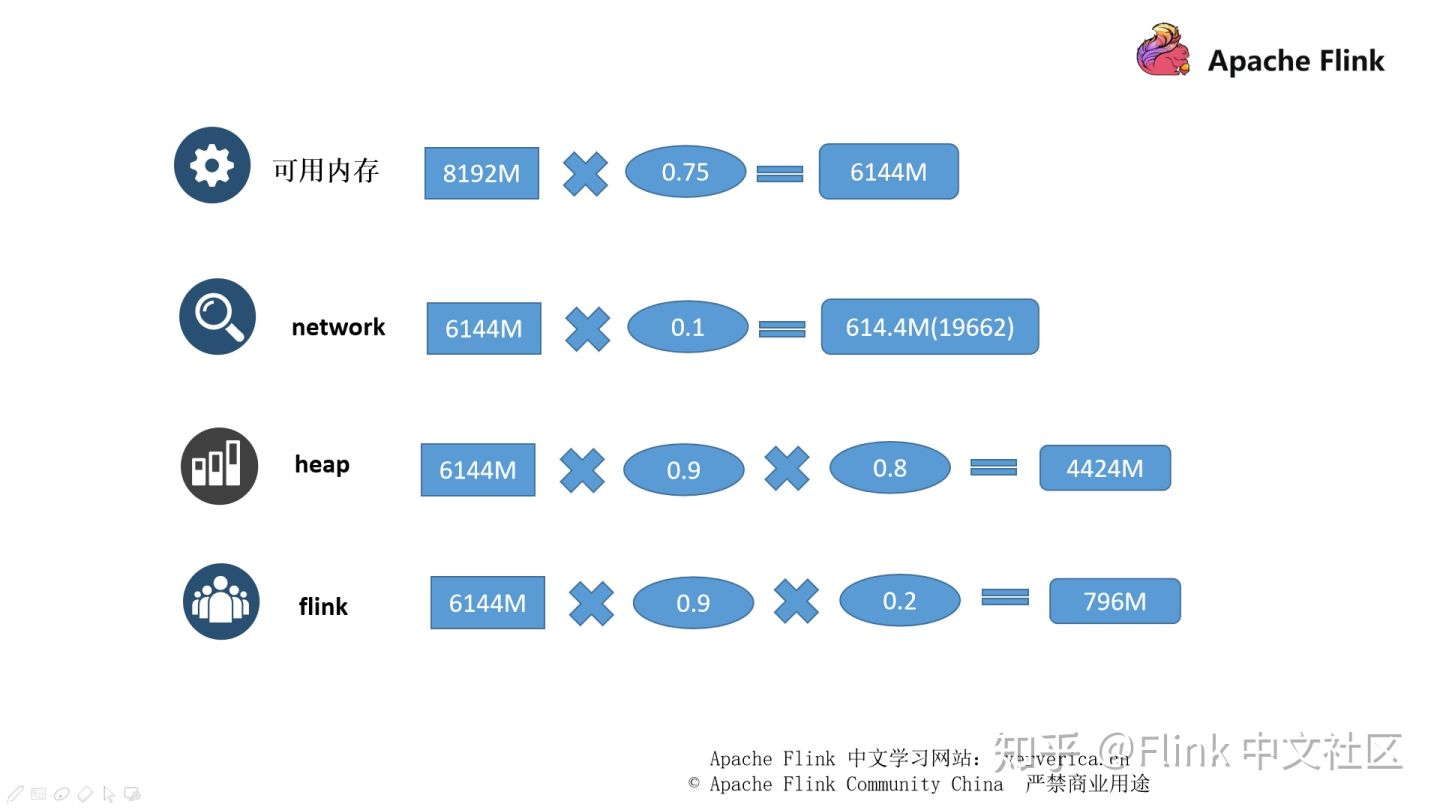 Apache Flink
可用内存 8192M 0.75 6144M
network 6144M 0.1 614.4M(19662)
heap 6144M 0.9 0.8 4424M
flink 6144M 0.9 0.2 796M
Apache Flink 中文学习网站: ververica.cn
知乎 @Flink 中文社区
© Apache Flink Community China 严禁商业用途